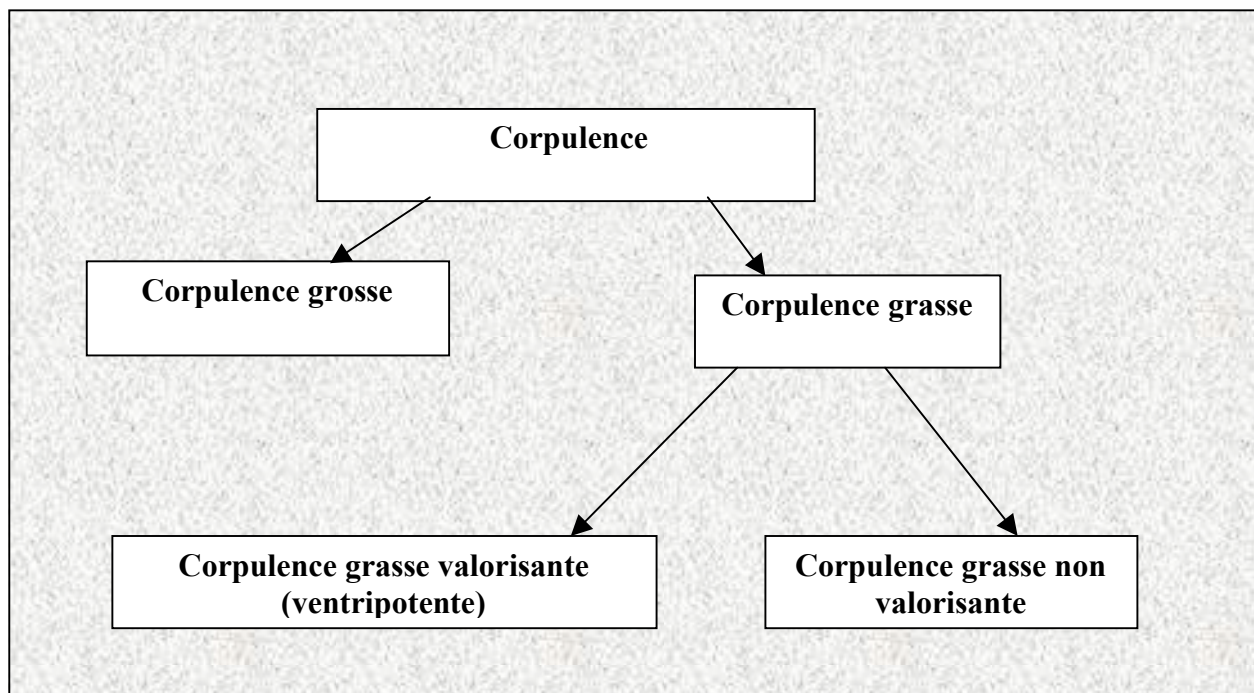 Corpulence
Corpulence grosse
Corpulence grasse
Corpulence grasse valorisante
(ventripotente)
Corpulence grasse non
valorisante